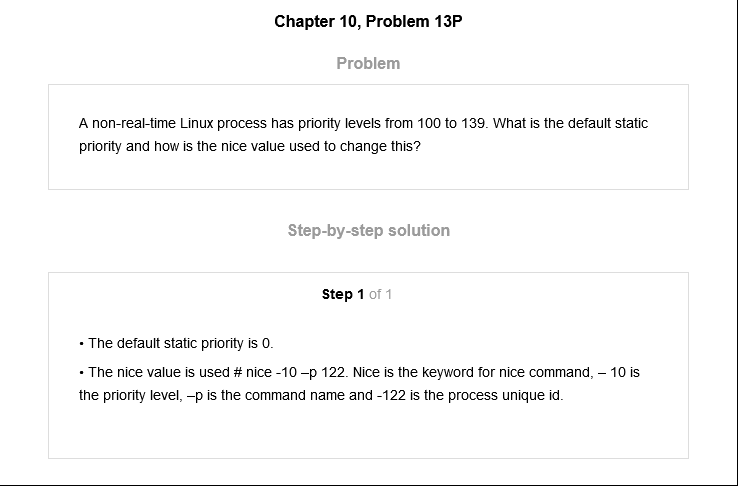 Chapter 10, Problem 13P
Problem
A non-real-time Linux process has priority levels from 100 to 139. What is the default static
priority and how is the nice value used to change this?
Step-by-step solution
Step 1 of 1
• The default static priority is 0.
• The nice value is used # nice -10 –p 122. Nice is the keyword for nice command, – 10 is
the priority level, –p is the command name and -122 is the process unique id.